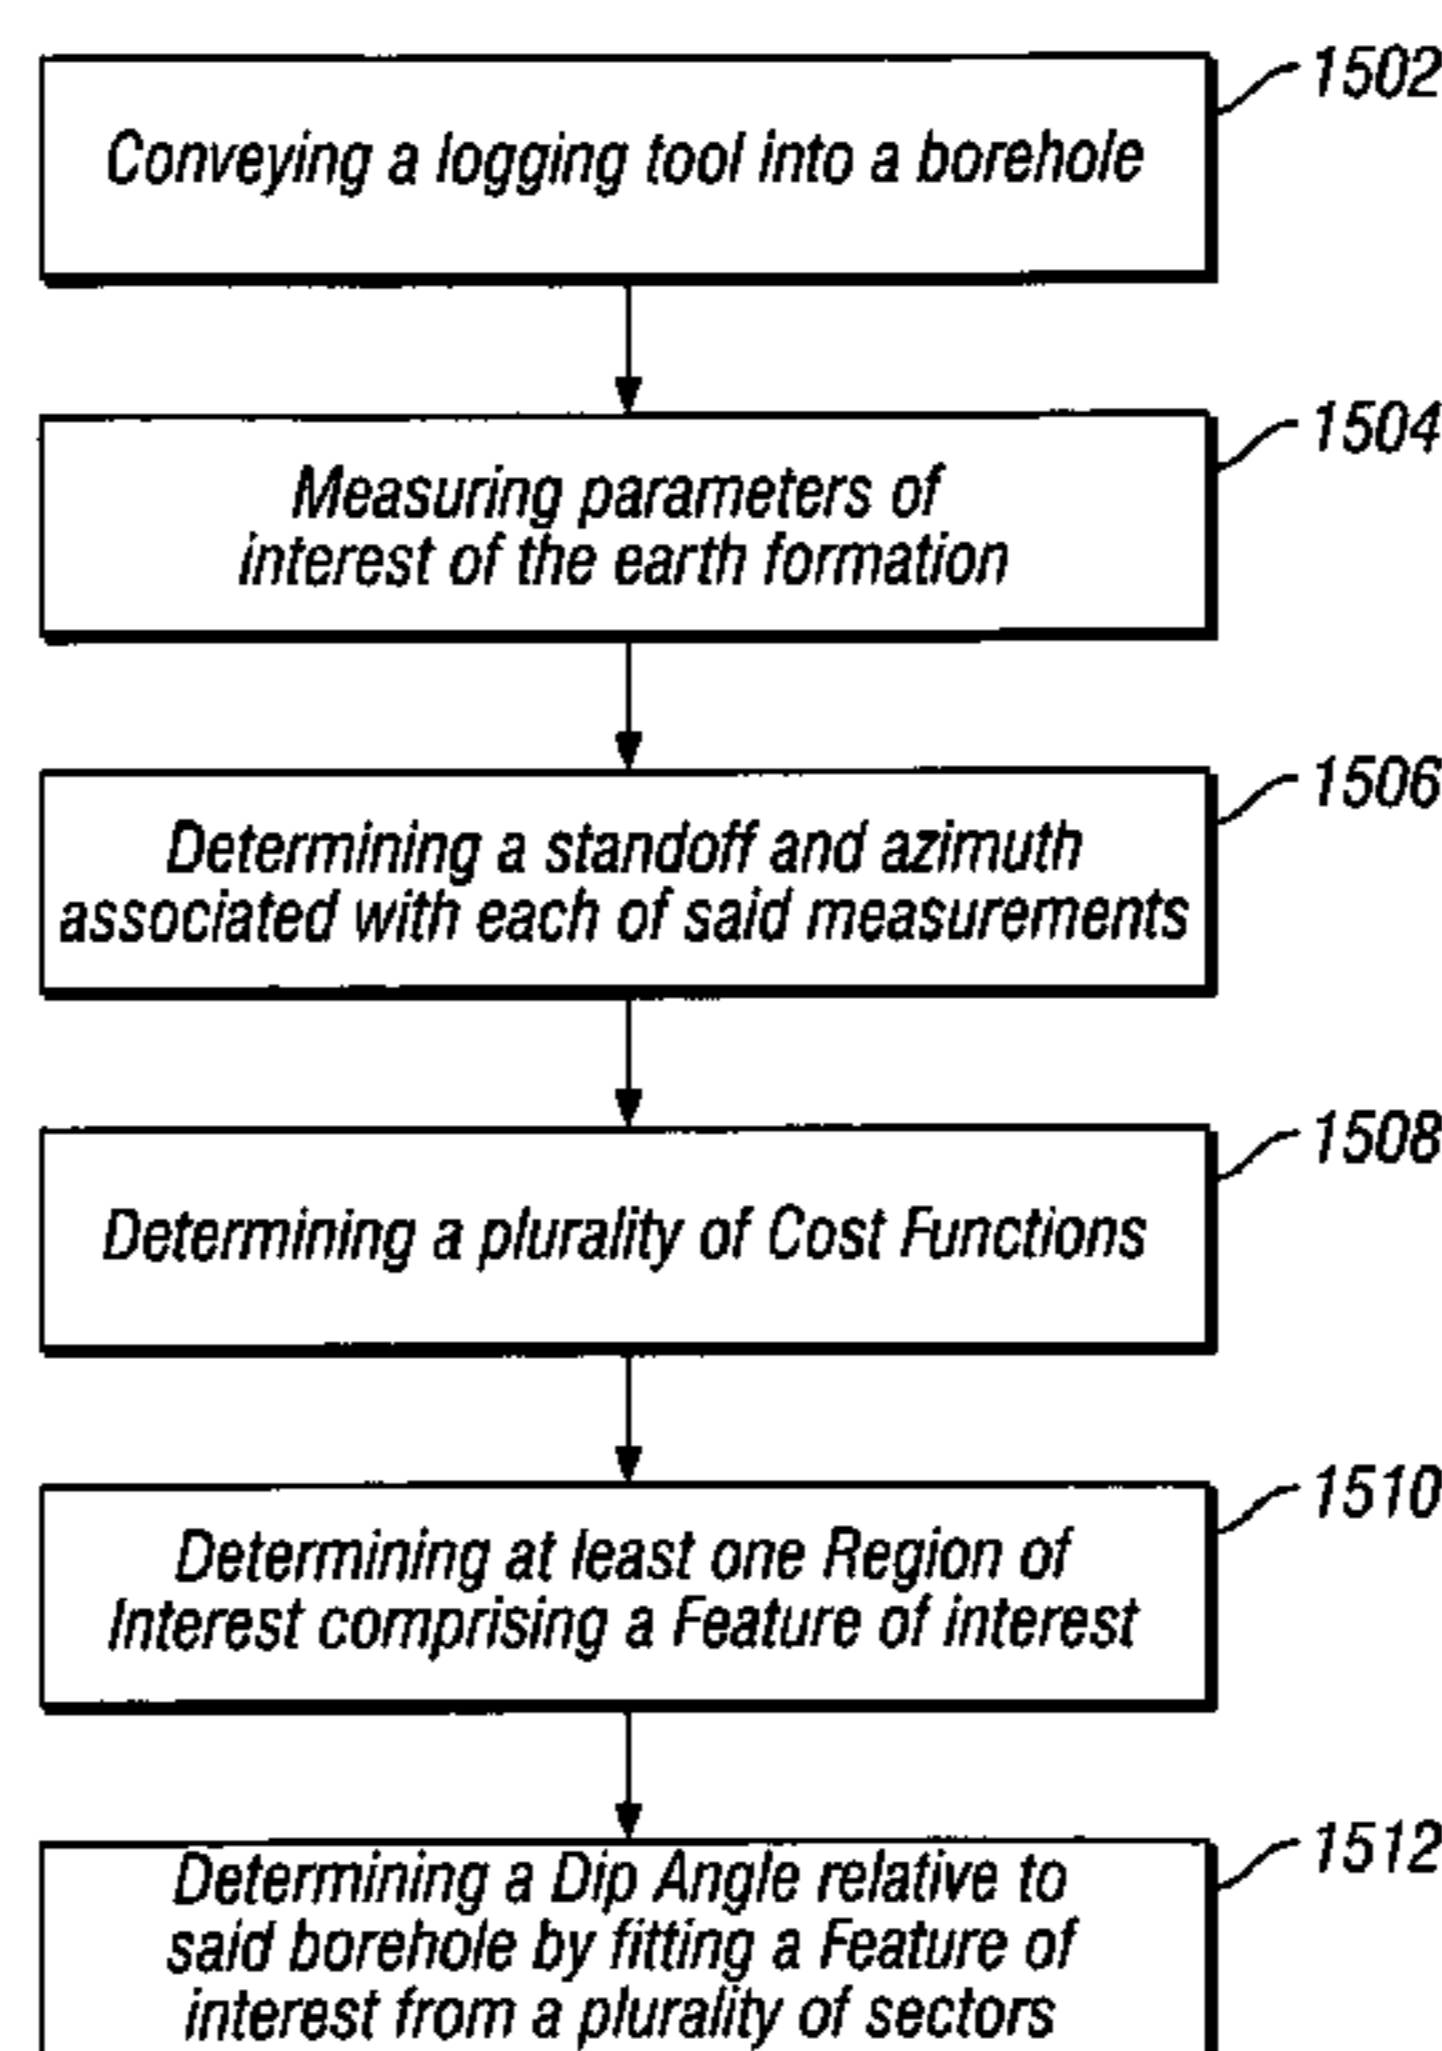 1502
Conveying a logging tool into a borehole
1504
Measuring parameters of
interest of the earth formation
1506
Determining a standoff and azimuth
associated with each of said measurements
1508
Determining a plurality of Cost Functions
1510
Determining at least one Region of
Interest comprising a Feature of interest
1512
Determining a Dip Angle relative to
said borehole by fitting a Feature of
interest from a plurality of sectors